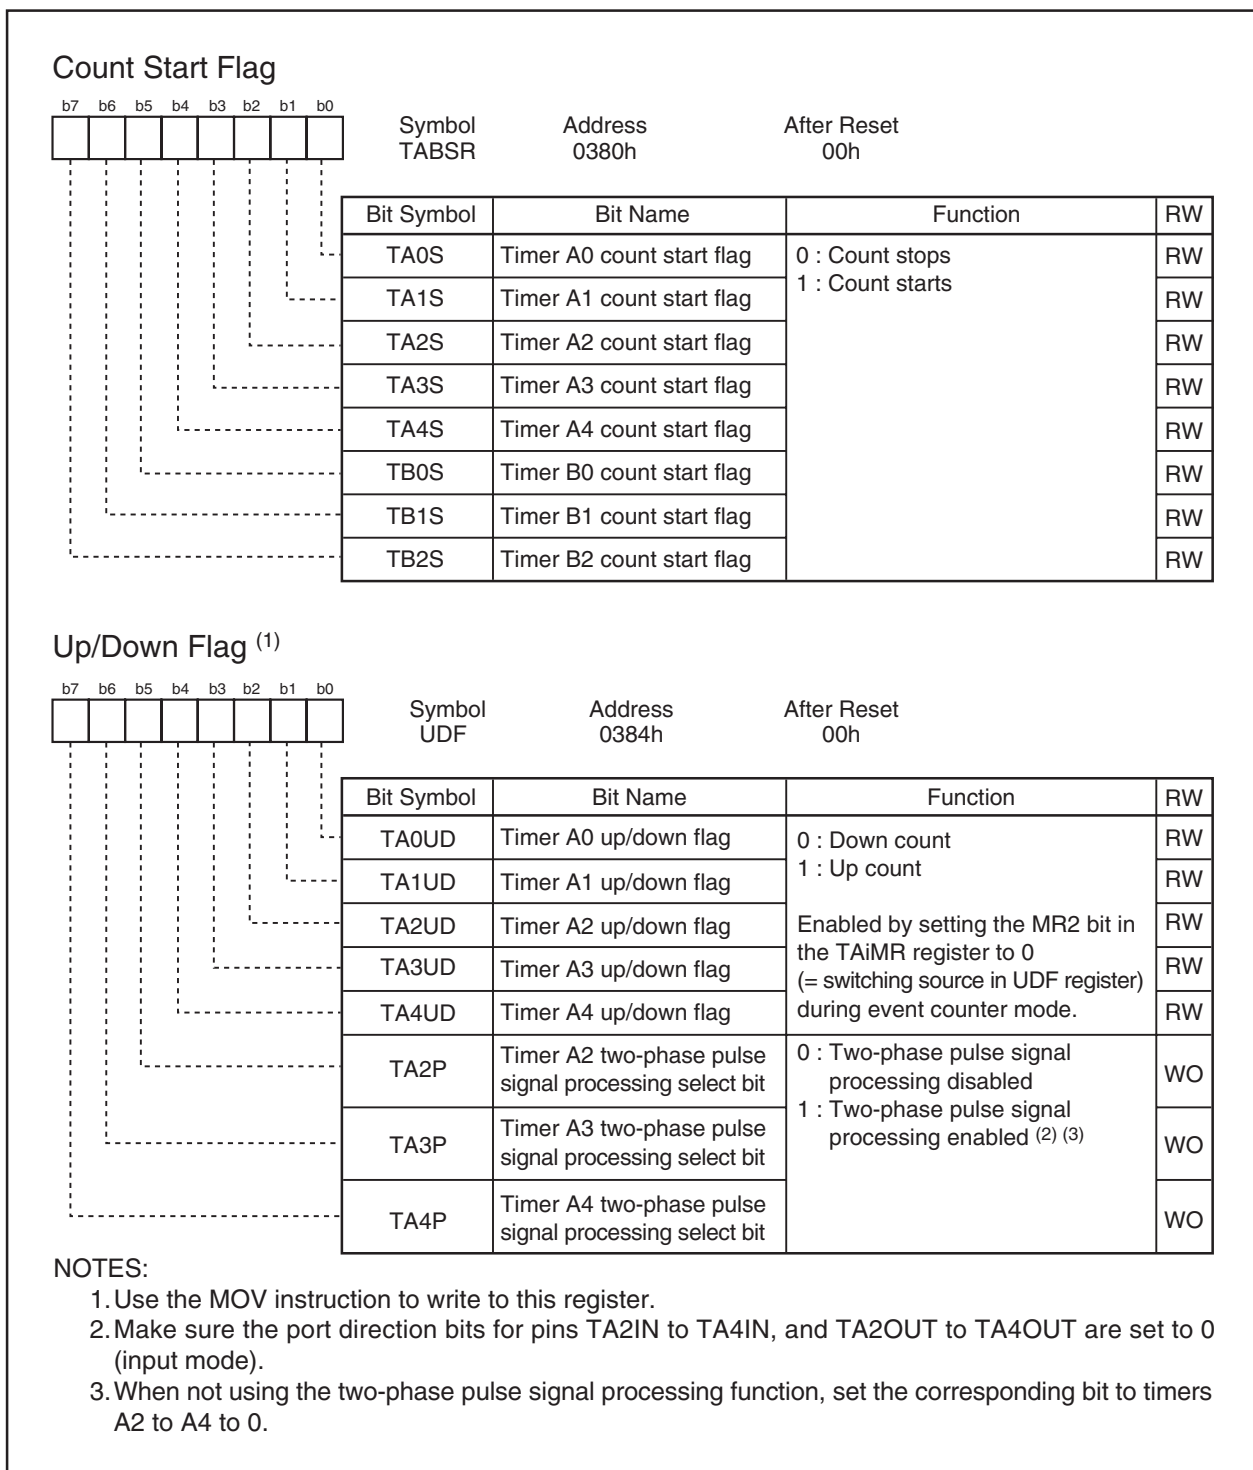 Count Start Flag
b7 b6 b5 b4 b3 b2 b1 b0
Symbol Address After Reset
TABSR 0380h 00h
Bit Symbol Bit Name Function RW
TA0S Timer A0 count start flag 0 : Count stops RW
1 : Count starts
TA1S Timer A1 count start flag RW
TA2S Timer A2 count start flag RW
TA3S Timer A3 count start flag RW
TA4S Timer A4 count start flag RW
TB0S Timer B0 count start flag RW
TB1S Timer B1 count start flag RW
TB2S Timer B2 count start flag RW
Up/Down Flag (1)
b7 b6 b5 b4 b3 b2 b1 b0
Symbol Address After Reset
UDF 0384h 00h
Bit Symbol Bit Name Function RW
TA0UD Timer A0 up/down flag 0 : Down count RW
1 : Up count
TA1UD Timer A1 up/down flag RW
TA2UD Timer A2 up/down flag Enabled by setting the MR2 bit in RW
the TAiMR register to 0
TA3UD Timer A3 up/down flag (= switching source in UDF register) RW
TA4UD Timer A4 up/down flag during event counter mode. RW
TA2P Timer A2 two-phase pulse 0 : Two-phase pulse signal WO
signal processing select bit processing disabled
1 : Two-phase pulse signal
TA3P Timer A3 two-phase pulse processing enabled (2) (3) WO
signal processing select bit
TA4P Timer A4 two-phase pulse WO
signal processing select bit
NOTES:
1. Use the MOV instruction to write to this register.
2. Make sure the port direction bits for pins TA2IN to TA4IN, and TA2OUT to TA4OUT are set to 0
(input mode).
3. When not using the two-phase pulse signal processing function, set the corresponding bit to timers
A2 to A4 to 0.